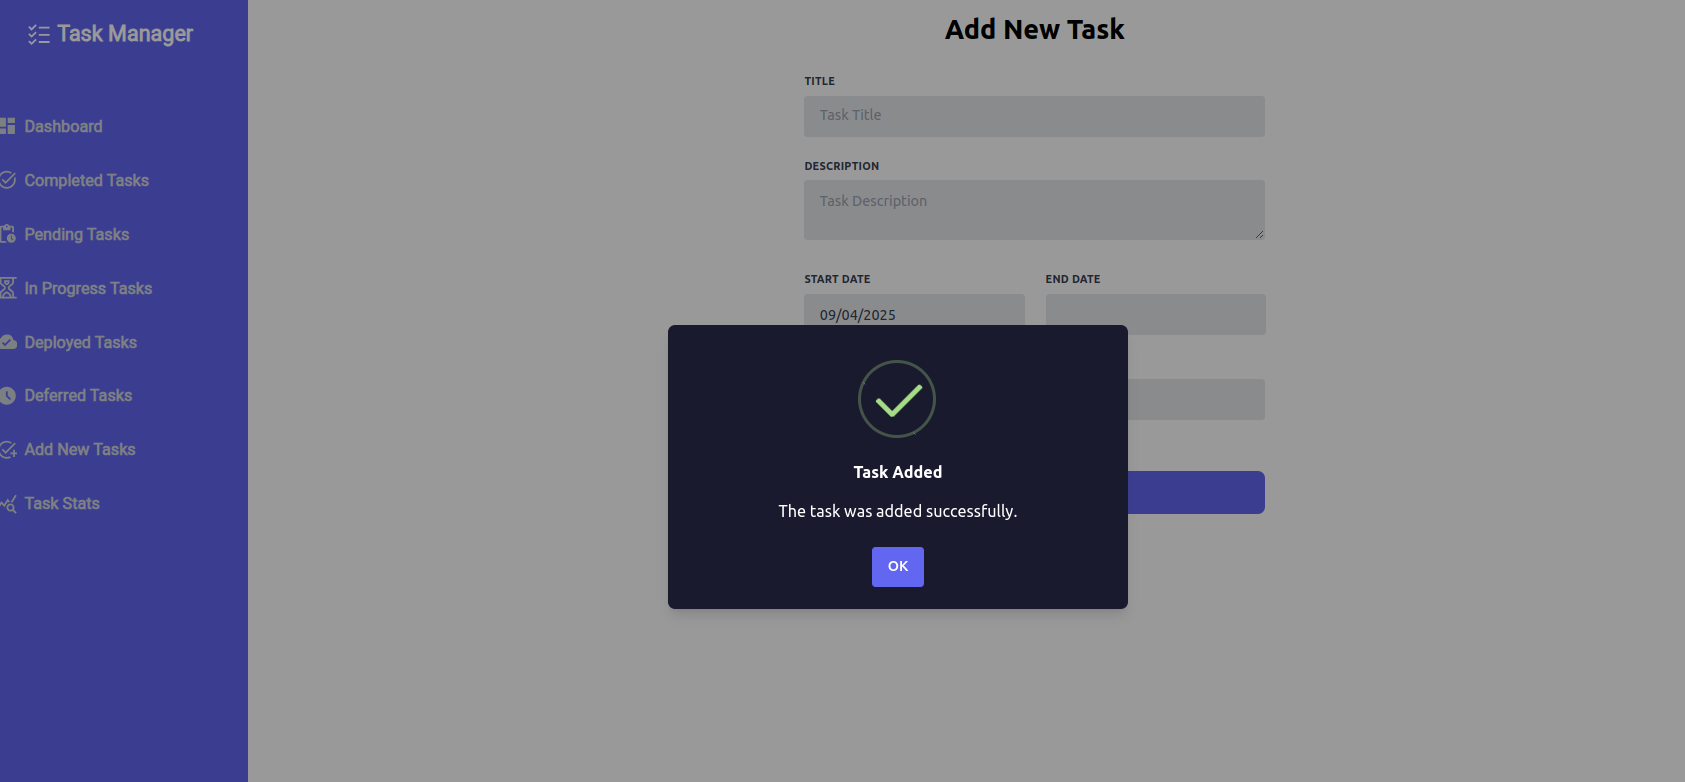 Task Manager
Dashboard
Completed Tasks
Pending Tasks
In Progress Tasks
Deployed Tasks
Deferred Tasks
Add New Tasks
Task Stats
Add New Task
TITLE
Task Title
DESCRIPTION
Task Description
START DATE
END DATE
09/04/2025
Task Added
The task was added successfully.
OK